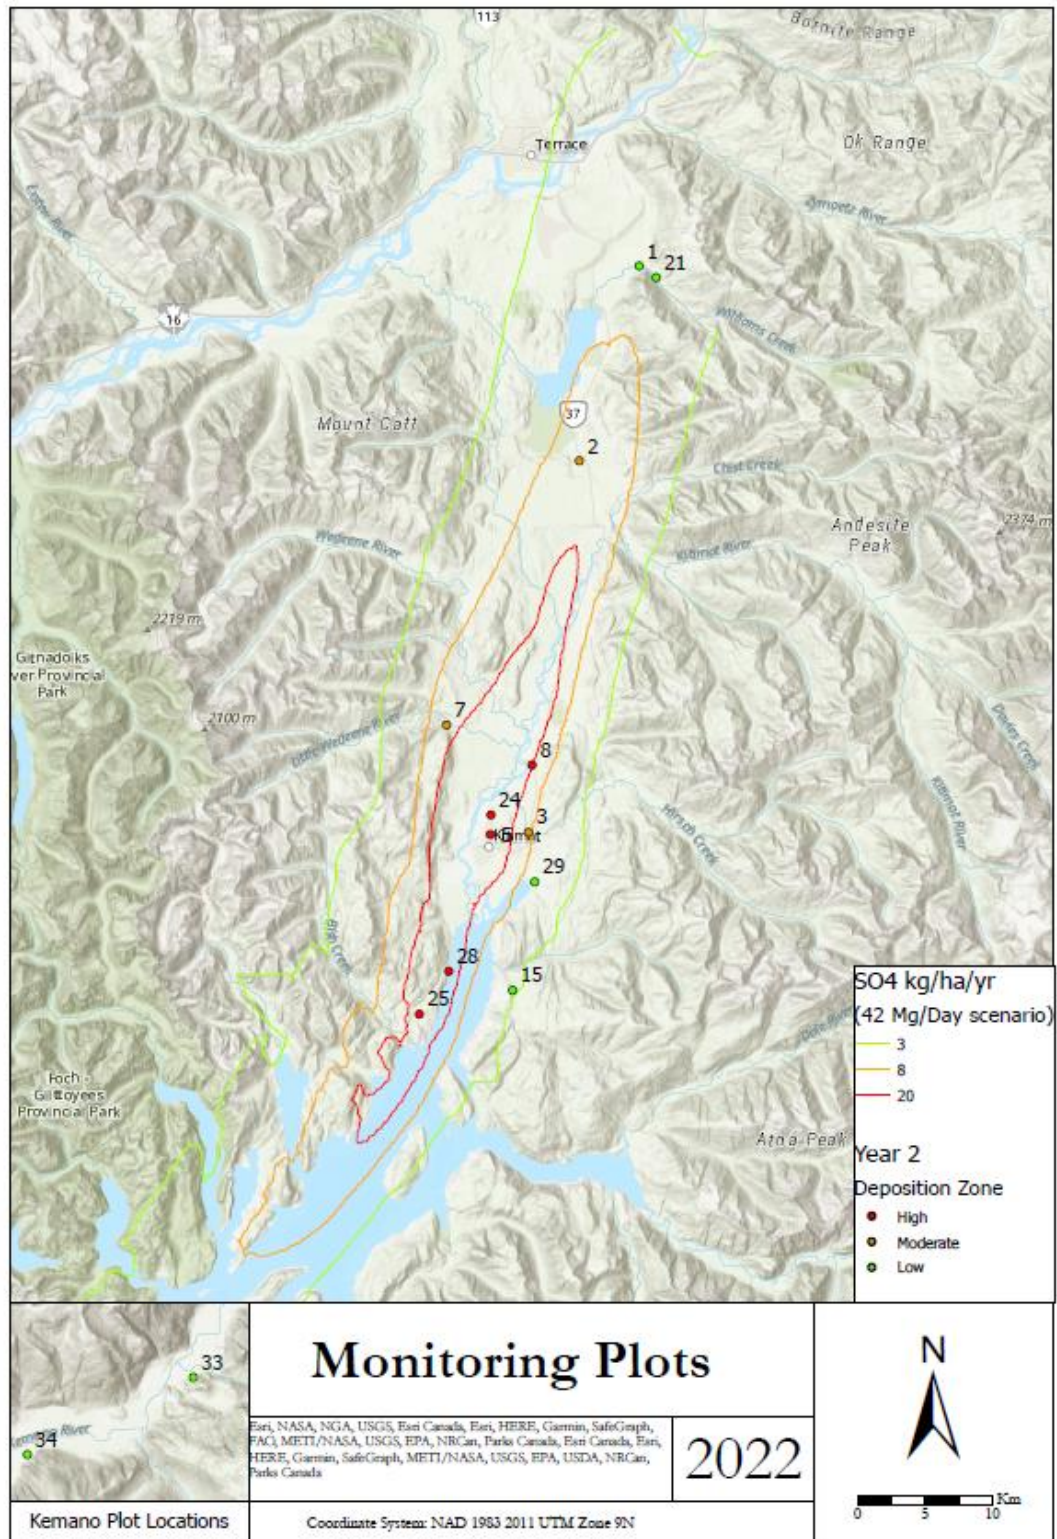 113
Bornite Range
Terrace
Ok Range
Zymoetz River
1
21
16
Williams Creek
Mount Catt
37
2
Chist Creek
Andesite
Peak
2374 m
Wedeene River
Kitimat River
2219 m
Gitnadoiks
ver Provincial
Park
2100 m
7
Little Wedeene River
Davies Creek
8
24
3
5
Kitimat
Hirsch Creek
Kitimat River
29
Bish Creek
28
15
25
Dala River
Foch -
Gilttoyees
Provincial Park
Atna Peak
SO4 kg/ha/yr
(42 Mg/Day scenario)
3
8
20
Year 2
Deposition Zone
High
Moderate
Low
33
34
River
Kemano Plot Locations
Monitoring Plots
Esri, NASA, NGA, USGS, Esri Canada, Esri, HERE, Garmin, SafeGraph,
FAO, METI/NASA, USGS, EPA, NRCan, Parks Canada, Esri Canada, Esri,
HERE, Garmin, SafeGraph, METI/NASA, USGS, EPA, USDA, NRCan,
Parks Canada
2022
Coordinate System: NAD 1983 2011 UTM Zone 9N
N
Km
0 5 10